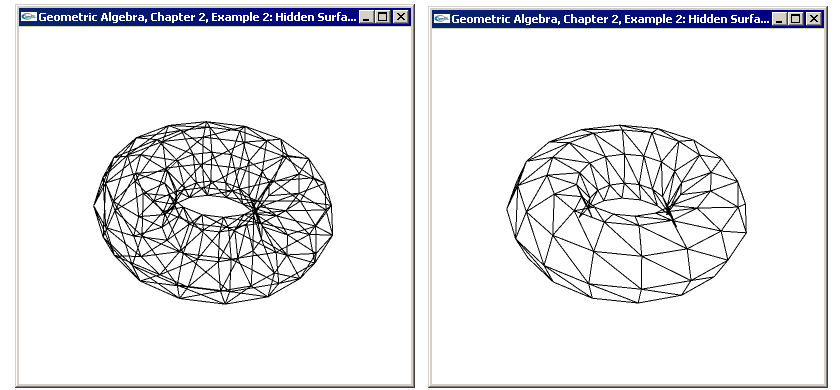 Geometric Algebra, Chapter 2, Example 2: Hidden Surfa...
Geometric Algebra, Chapter 2, Example 2: Hidden Surfa...